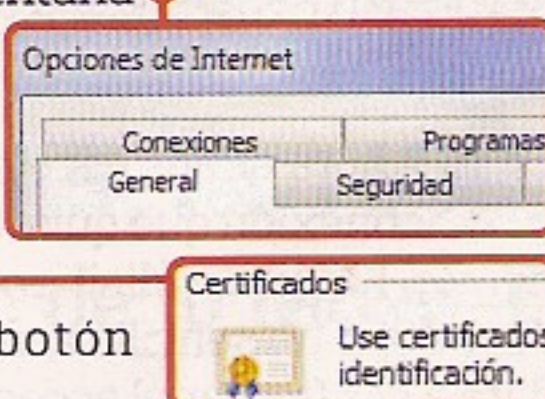 Opciones de Internet
Conexiones Programas
General Seguridad
Certificados
botón
Use certificados
identificación.